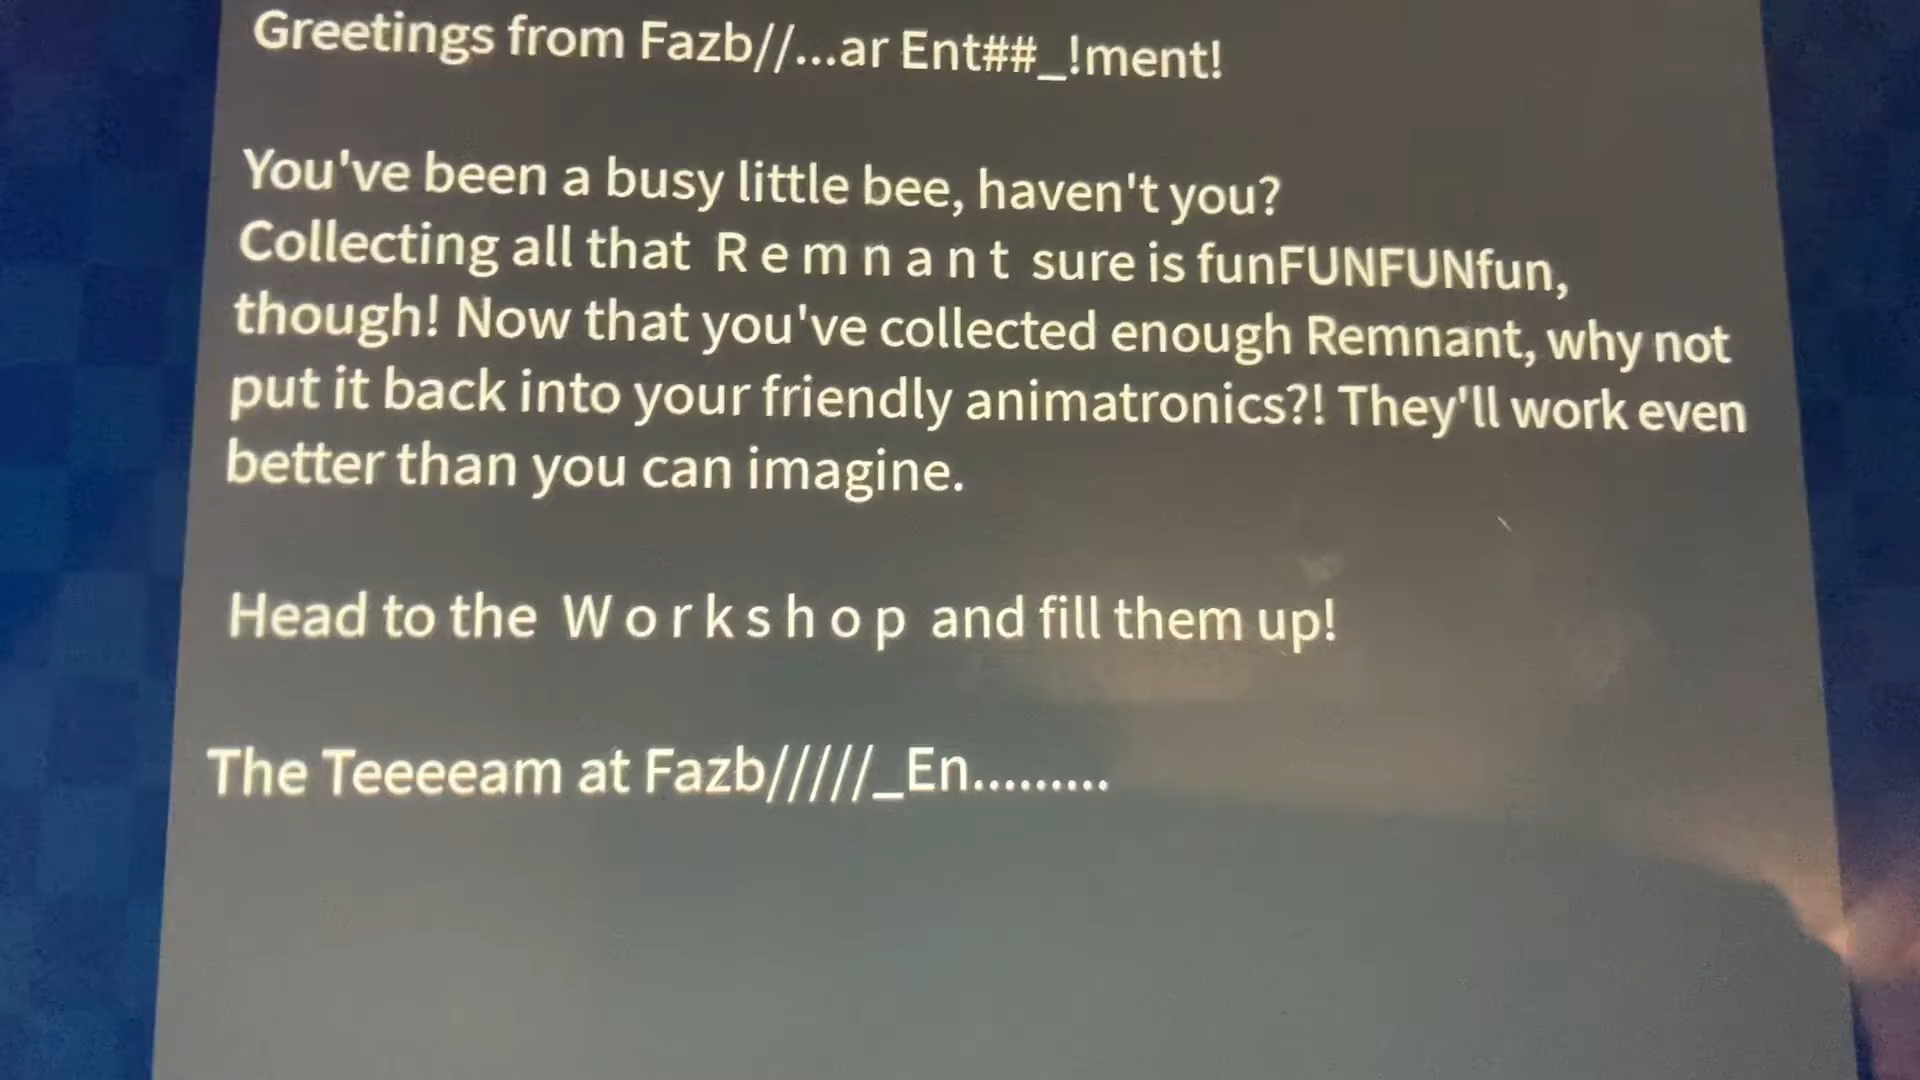 Greetings from Fazb//...ar Ent##_!ment!
You've been a busy little bee, haven't you?
Collecting all that R e m n a n t sure is funFUNFUNfun,
though! Now that you've collected enough Remnant, why not
put it back into your friendly animatronics?! They'll work even
better than you can imagine.
Head to the W o r k s h o p and fill them up!
The Teeeeam at Fazb/////_En.........